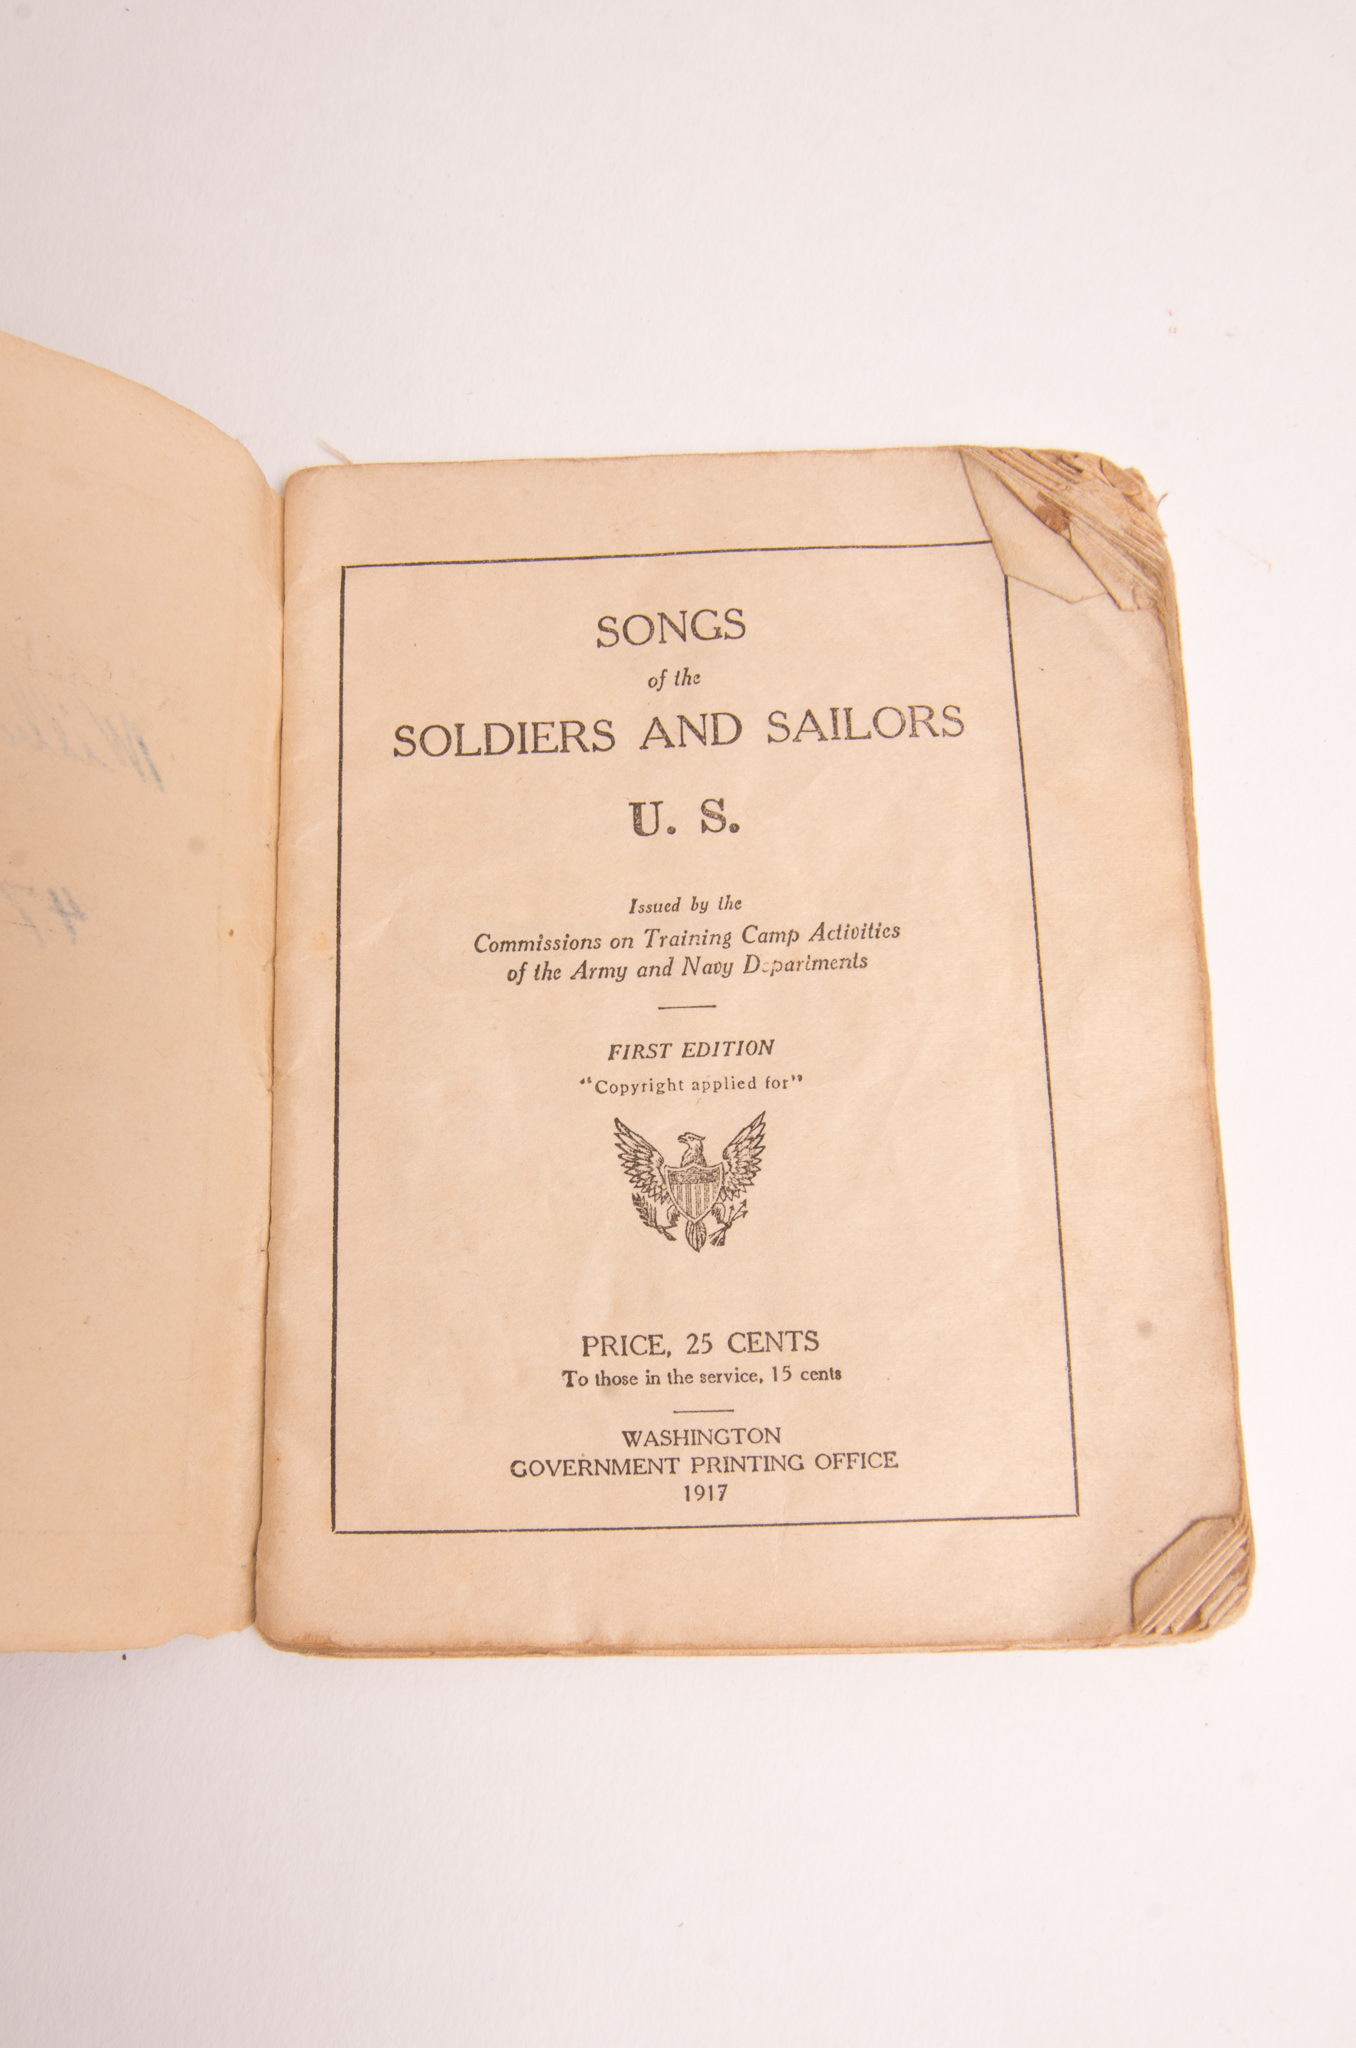 SONGS
of the
SOLDIERS AND SAILORS
U. S.
Issued by the
Commissions on Training Camp Activities
of the Army and Navy Departments
FIRST EDITION
"Copyright applied for"
PRICE, 25 CENTS
To those in the service, 15 cents
WASHINGTON
GOVERNMENT PRINTING OFFICE
1917